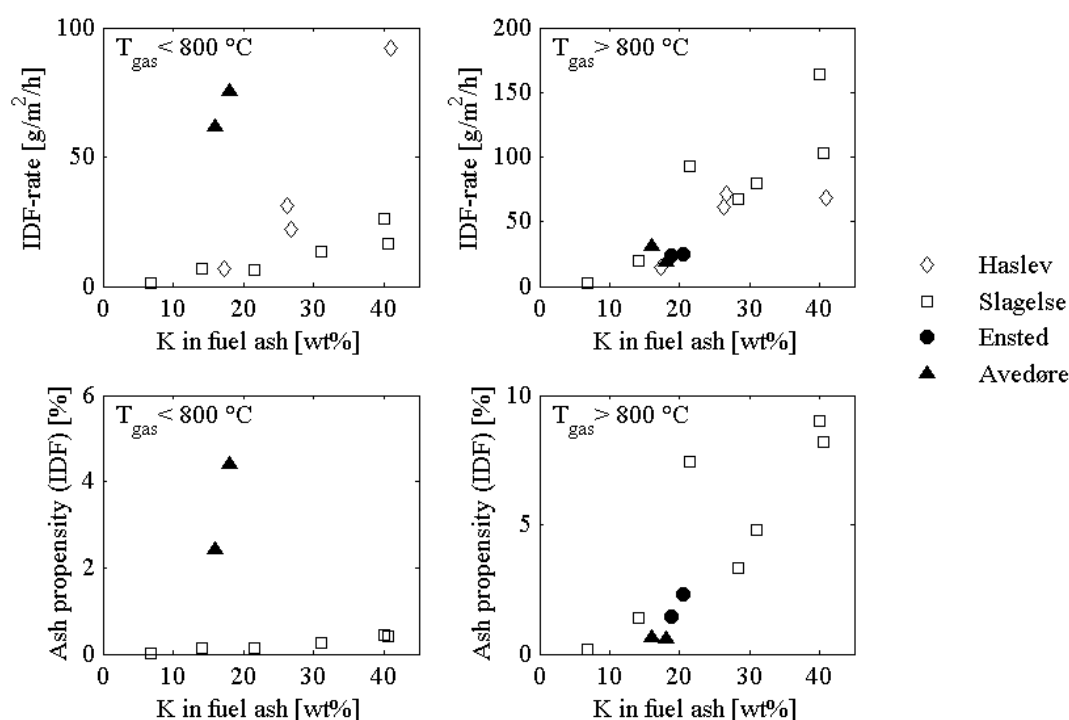 T_gas < 800 °C
IDF-rate [g/m²/h]
100
50
0
0 10 20 30 40
K in fuel ash [wt%]
T_gas > 800 °C
IDF-rate [g/m²/h]
200
150
100
50
0
0 10 20 30 40
K in fuel ash [wt%]
Haslev
Slagelse
Ensted
Avedøre
T_gas < 800 °C
Ash propensity (IDF) [%]
6
4
2
0
0 10 20 30 40
K in fuel ash [wt%]
T_gas > 800 °C
Ash propensity (IDF) [%]
10
5
0
0 10 20 30 40
K in fuel ash [wt%]